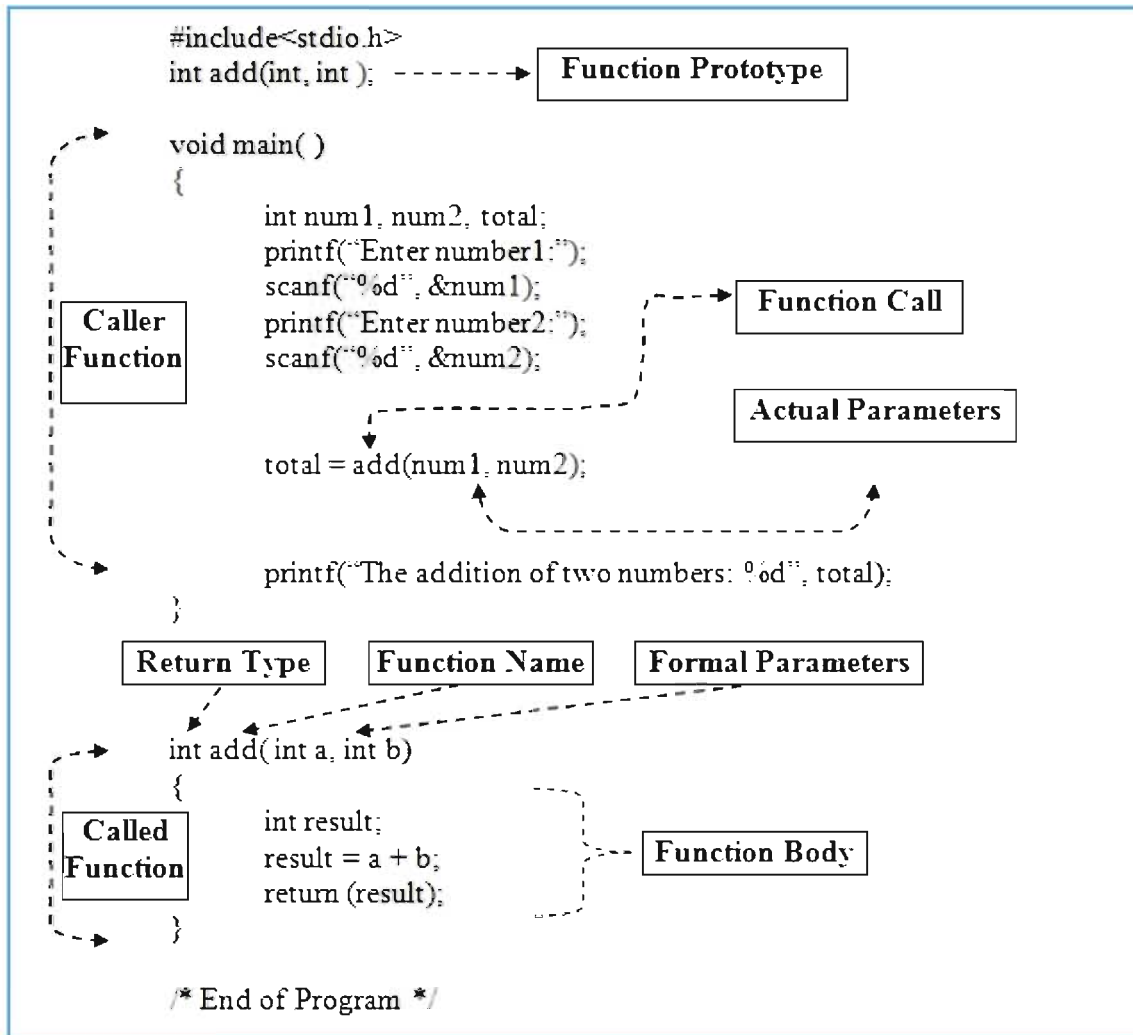 #include<stdio.h>
int add(int, int );
Function Prototype
void main( )
{
int num1, num2, total;
printf("Enter number1:");
scanf("%d", &num1);
printf("Enter number2:");
scanf("%d", &num2);
Function Call
Caller
Function
Actual Parameters
total = add(num1, num2);
printf("The addition of two numbers: %d", total);
}
Return Type
Function Name
Formal Parameters
int add( int a, int b)
{
int result;
result = a + b;
return (result);
}
Called
Function
Function Body
/* End of Program */